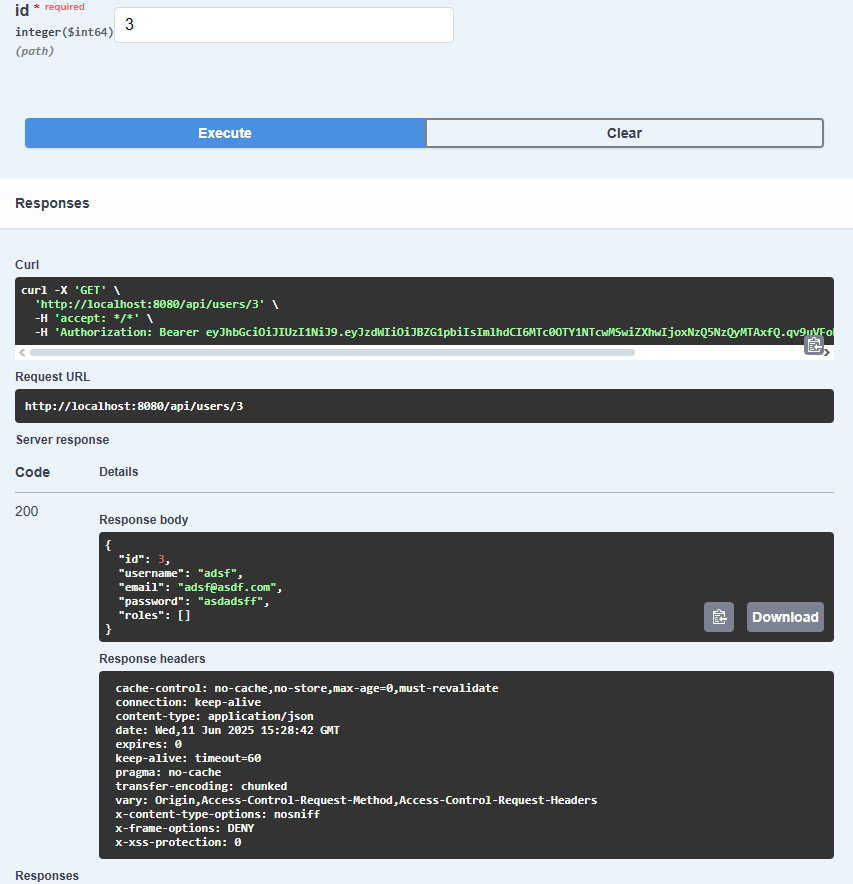 id * required
3
integer($int64)
(path)
Execute
Clear
Responses
Curl
curl -X 'GET' \
'http://localhost:8080/api/users/3' \
-H 'accept: */*' \
-H 'Authorization: Bearer
Request URL
http://localhost:8080/api/users/3
Server response
Code Details
200
Response body
{
"id": 3,
"username": "adsf",
"email": "adsf@asdf.com",
"password": "asdadsff",
"roles": []
}
Download
Response headers
cache-control: no-cache,no-store,max-age=0,must-revalidate
connection: keep-alive
content-type: application/json
date: Wed,11 Jun 2025 15:28:42 GMT
expires: 0
keep-alive: timeout=60
pragma: no-cache
transfer-encoding: chunked
vary: Origin,Access-Control-Request-Method,Access-Control-Request-Headers
x-content-type-options: nosniff
x-frame-options: DENY
x-xss-protection: 0
Responses